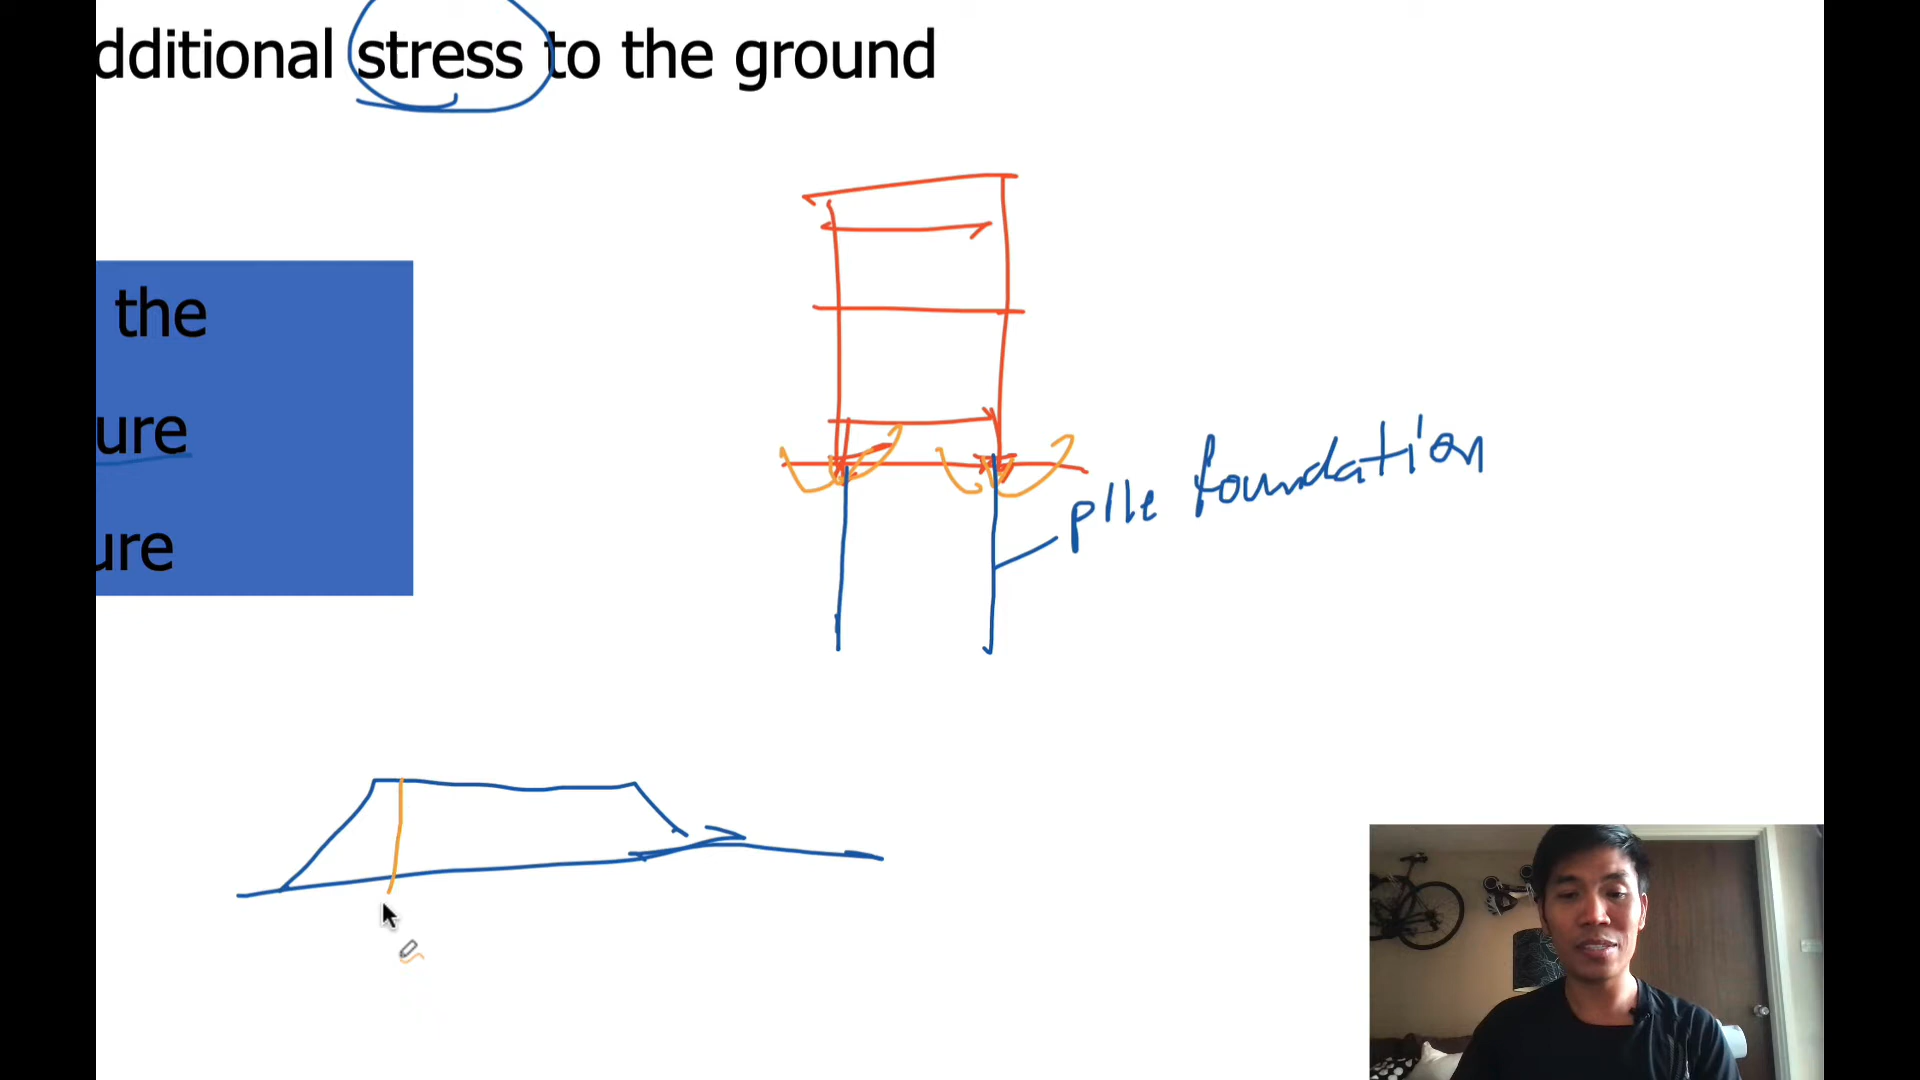 dditional stress to the ground
the
ure
ure
pile foundation